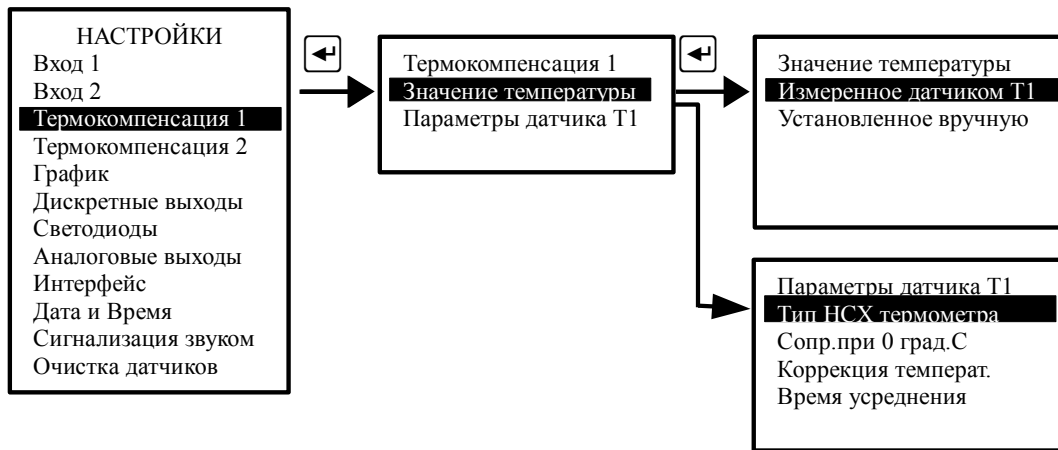 НАСТРОЙКИ
Вход 1
Вход 2
Термокомпенсация 1
Термокомпенсация 2
График
Дискретные выходы
Светодиоды
Аналоговые выходы
Интерфейс
Дата и Время
Сигнализация звуком
Очистка датчиков
Термокомпенсация 1
Значение температуры
Параметры датчика Т1
Значение температуры
Измеренное датчиком Т1
Установленное вручную
Параметры датчика Т1
Тип НСХ термометра
Сопр.при 0 град.С
Коррекция температ.
Время усреднения